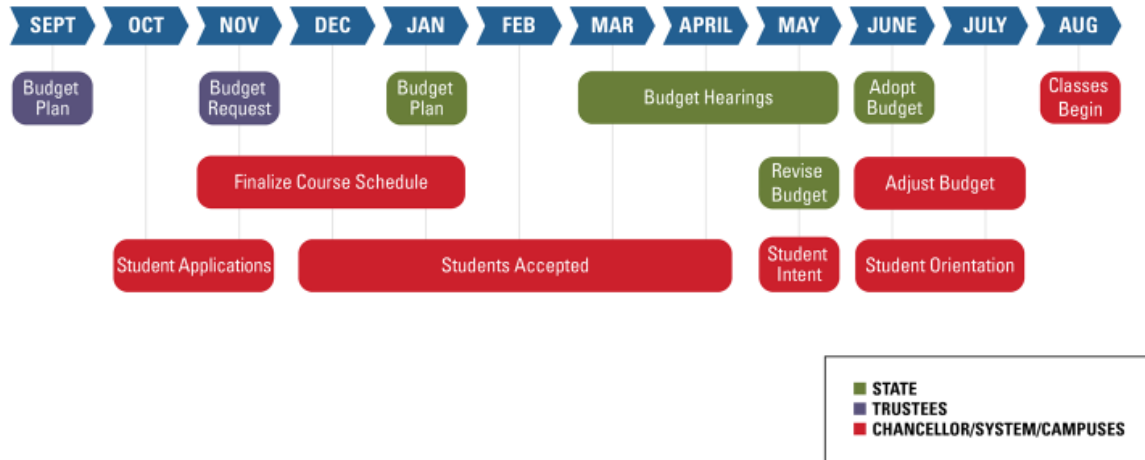 SEPT OCT NOV DEC JAN FEB MAR APRIL MAY JUNE JULY AUG
Budget
Plan
Budget
Request
Budget
Plan
Budget Hearings
Adopt
Budget
Classes
Begin
Finalize Course Schedule
Revise
Budget
Adjust Budget
Student Applications
Students Accepted
Student
Intent
Student Orientation
STATE
TRUSTEES
CHANCELLOR/SYSTEM/CAMPUSES